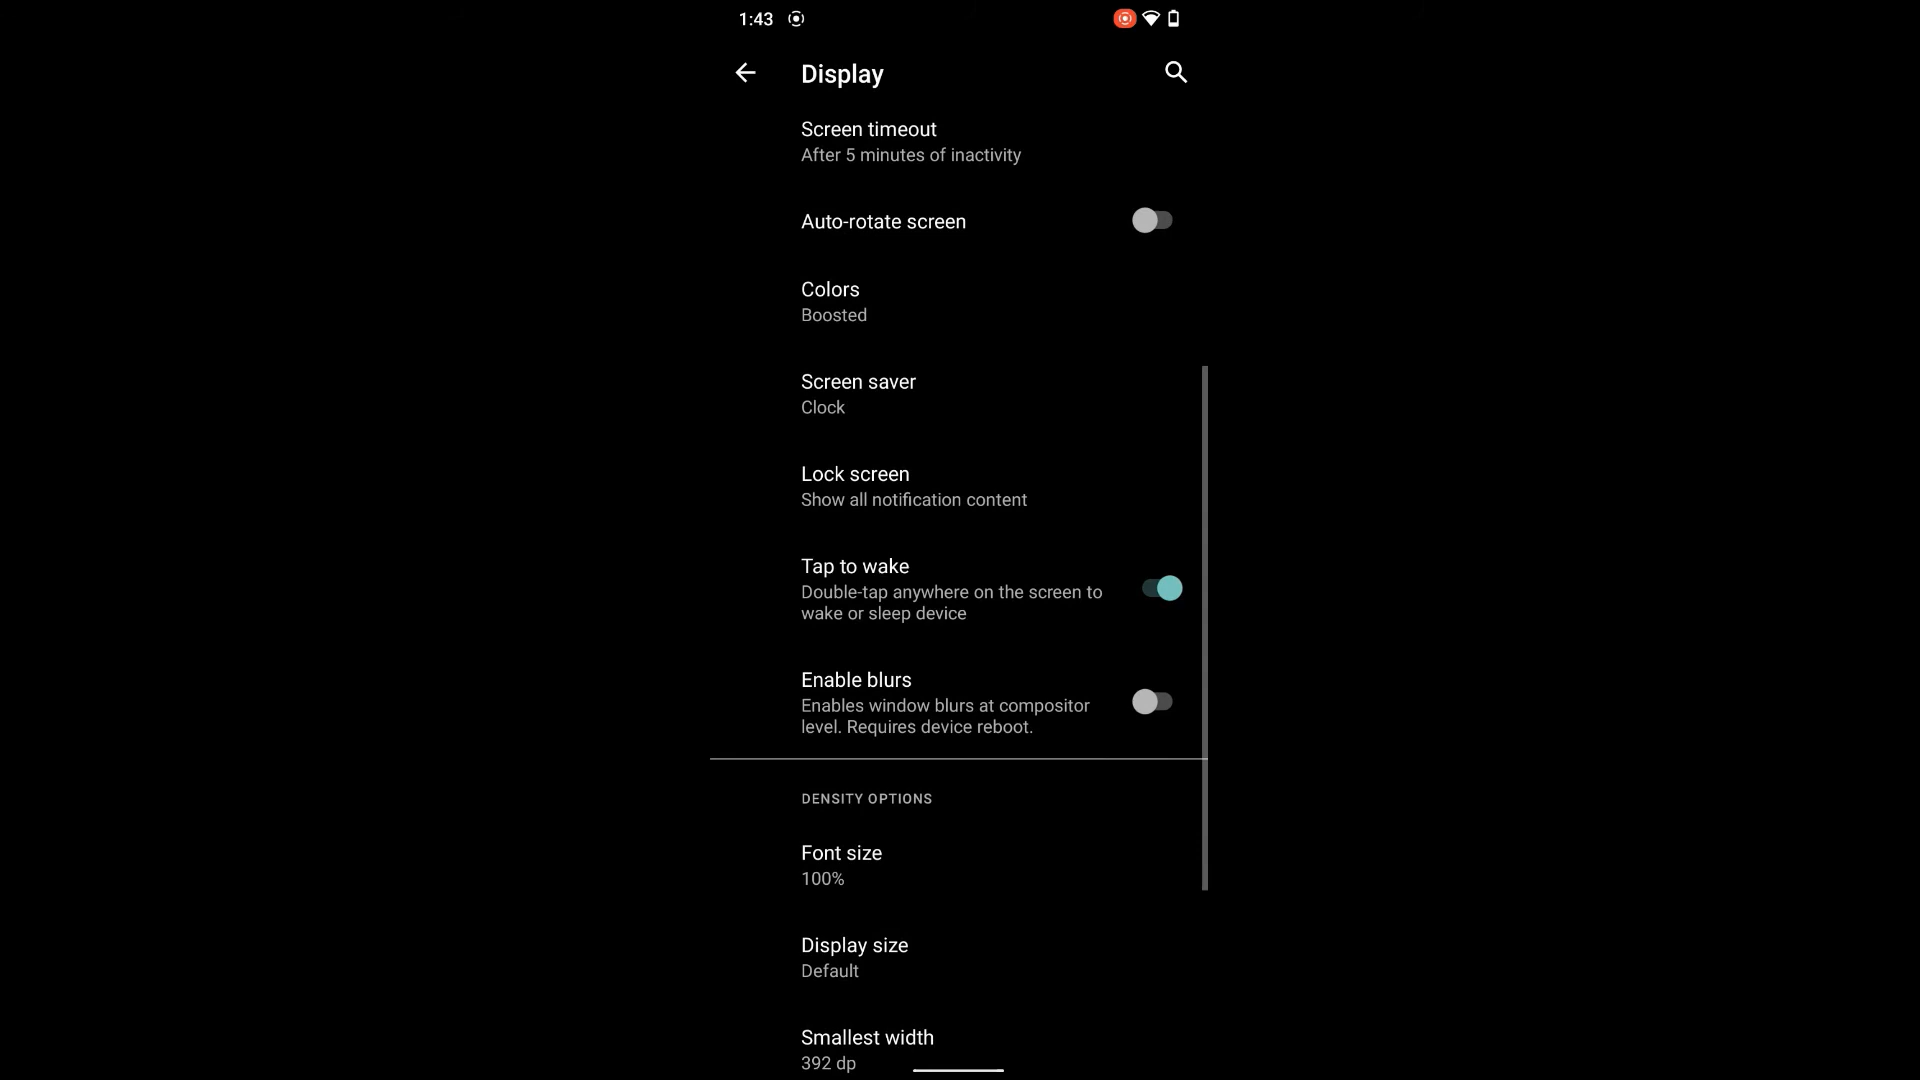 1:43
Display
Screen timeout
After 5 minutes of inactivity
Auto-rotate screen
Colors
Boosted
Screen saver
Clock
Lock screen
Show all notification content
Tap to wake
Double-tap anywhere on the screen to
wake or sleep device
Enable blurs
Enables window blurs at compositor
level. Requires device reboot.
DENSITY OPTIONS
Font size
100%
Display size
Default
Smallest width
392 dp